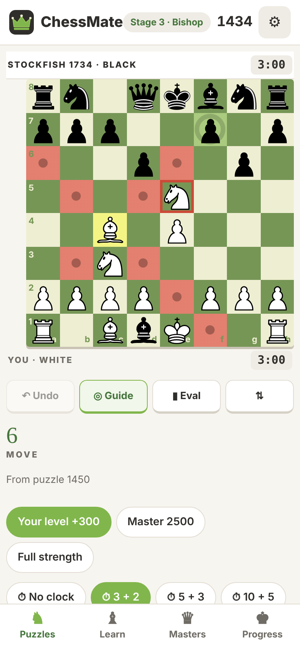 ChessMate Stage 3 · Bishop 1434
STOCKFISH 1734 · BLACK 3:00
8
7
6
5
4
3
2
1 b e f g
YOU · WHITE 3:00
↶ Undo ◎ Guide ▮ Eval ⇅
6
MOVE
From puzzle 1450
Your level +300 Master 2500
Full strength
⏱ No clock ⏱ 3 + 2 ⏱ 5 + 3 ⏱ 10 + 5
Puzzles Learn Masters Progress